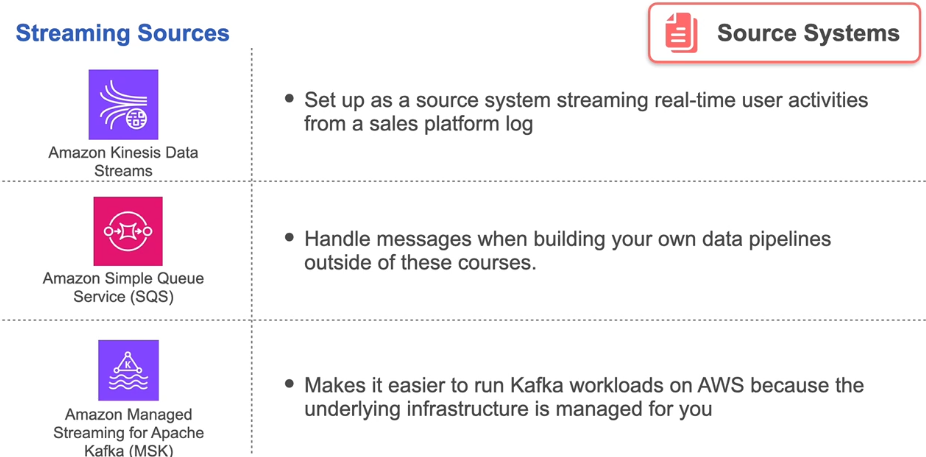 Streaming Sources
Source Systems
Amazon Kinesis Data
Streams
• Set up as a source system streaming real-time user activities
from a sales platform log
Amazon Simple Queue
Service (SQS)
• Handle messages when building your own data pipelines
outside of these courses.
K
Amazon Managed
Streaming for Apache
Kafka (MSK)
• Makes it easier to run Kafka workloads on AWS because the
underlying infrastructure is managed for you